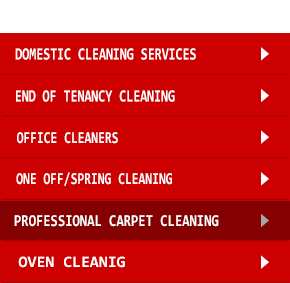 DOMESTIC CLEANING SERVICES
END OF TENANCY CLEANING
OFFICE CLEANERS
ONE OFF/SPRING CLEANING
PROFESSIONAL CARPET CLEANING
OVEN CLEANIG